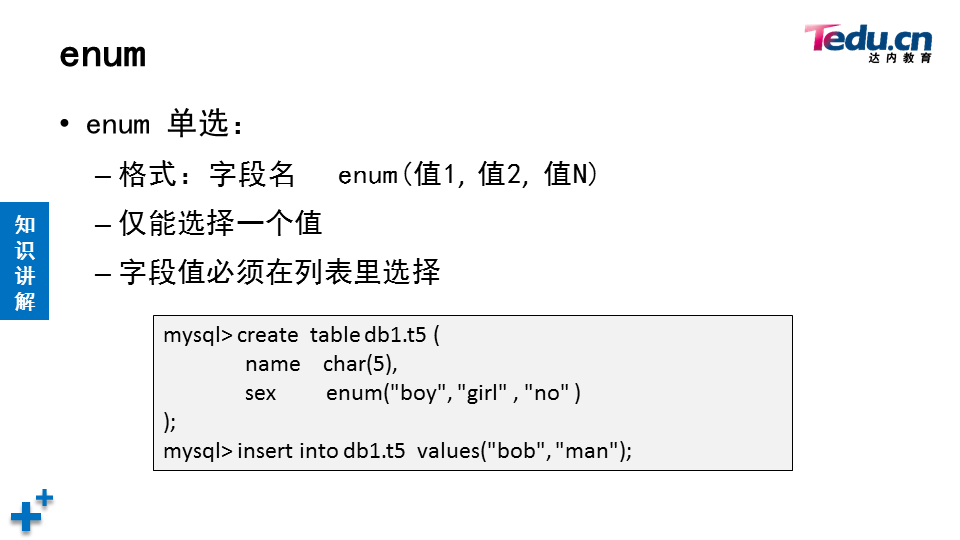 enum
Tedu.cn
达内教育
• enum 单选：
– 格式：字段名 enum(值1, 值2, 值N)
– 仅能选择一个值
– 字段值必须在列表里选择
知
识
讲
解
mysql> create table db1.t5 (
name char(5),
sex enum("boy", "girl" , "no" )
);
mysql> insert into db1.t5 values("bob", "man");